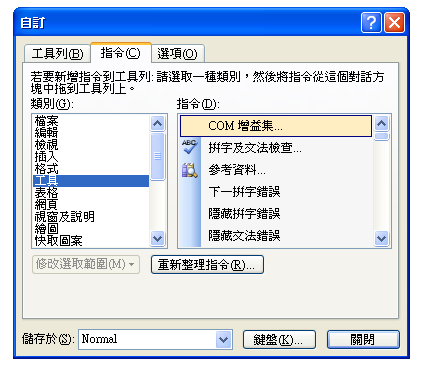 自訂
工具列(B) 指令(C) 選項(O)
若要新增指令到工具列: 請選取一種類別，然後將指令從這個對話方
塊中拖到工具列上。
類別(G): 指令(D):
檔案
編輯
檢視
插入
格式
工具
表格
網頁
視窗及說明
繪圖
快取圖案
COM 增益集...
ABC 拼字及文法檢查...
參考資料...
下一拼字錯誤
隱藏拼字錯誤
隱藏文法錯誤
修改選取範圍(M) 重新整理指令(R)...
儲存於(S): Normal 鍵盤(K)... 關閉